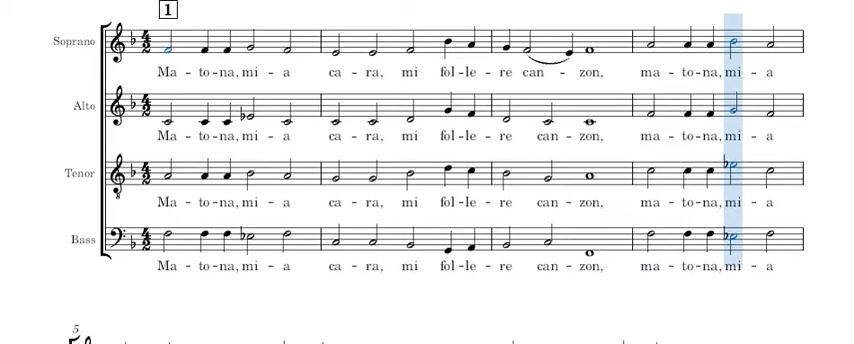 1
Soprano
Ma - to - na, mi - a ca - ra, mi fol - le - re can - zon, ma - to - na, mi - a
Alto
Ma - to - na, mi - a ca - ra, mi fol - le - re can - zon, ma - to - na, mi - a
Tenor
8
Ma - to - na, mi - a ca - ra, mi fol - le - re can - zon, ma - to - na, mi - a
Bass
Ma - to - na, mi - a ca - ra, mi fol - le - re can - zon, ma - to - na, mi - a
5